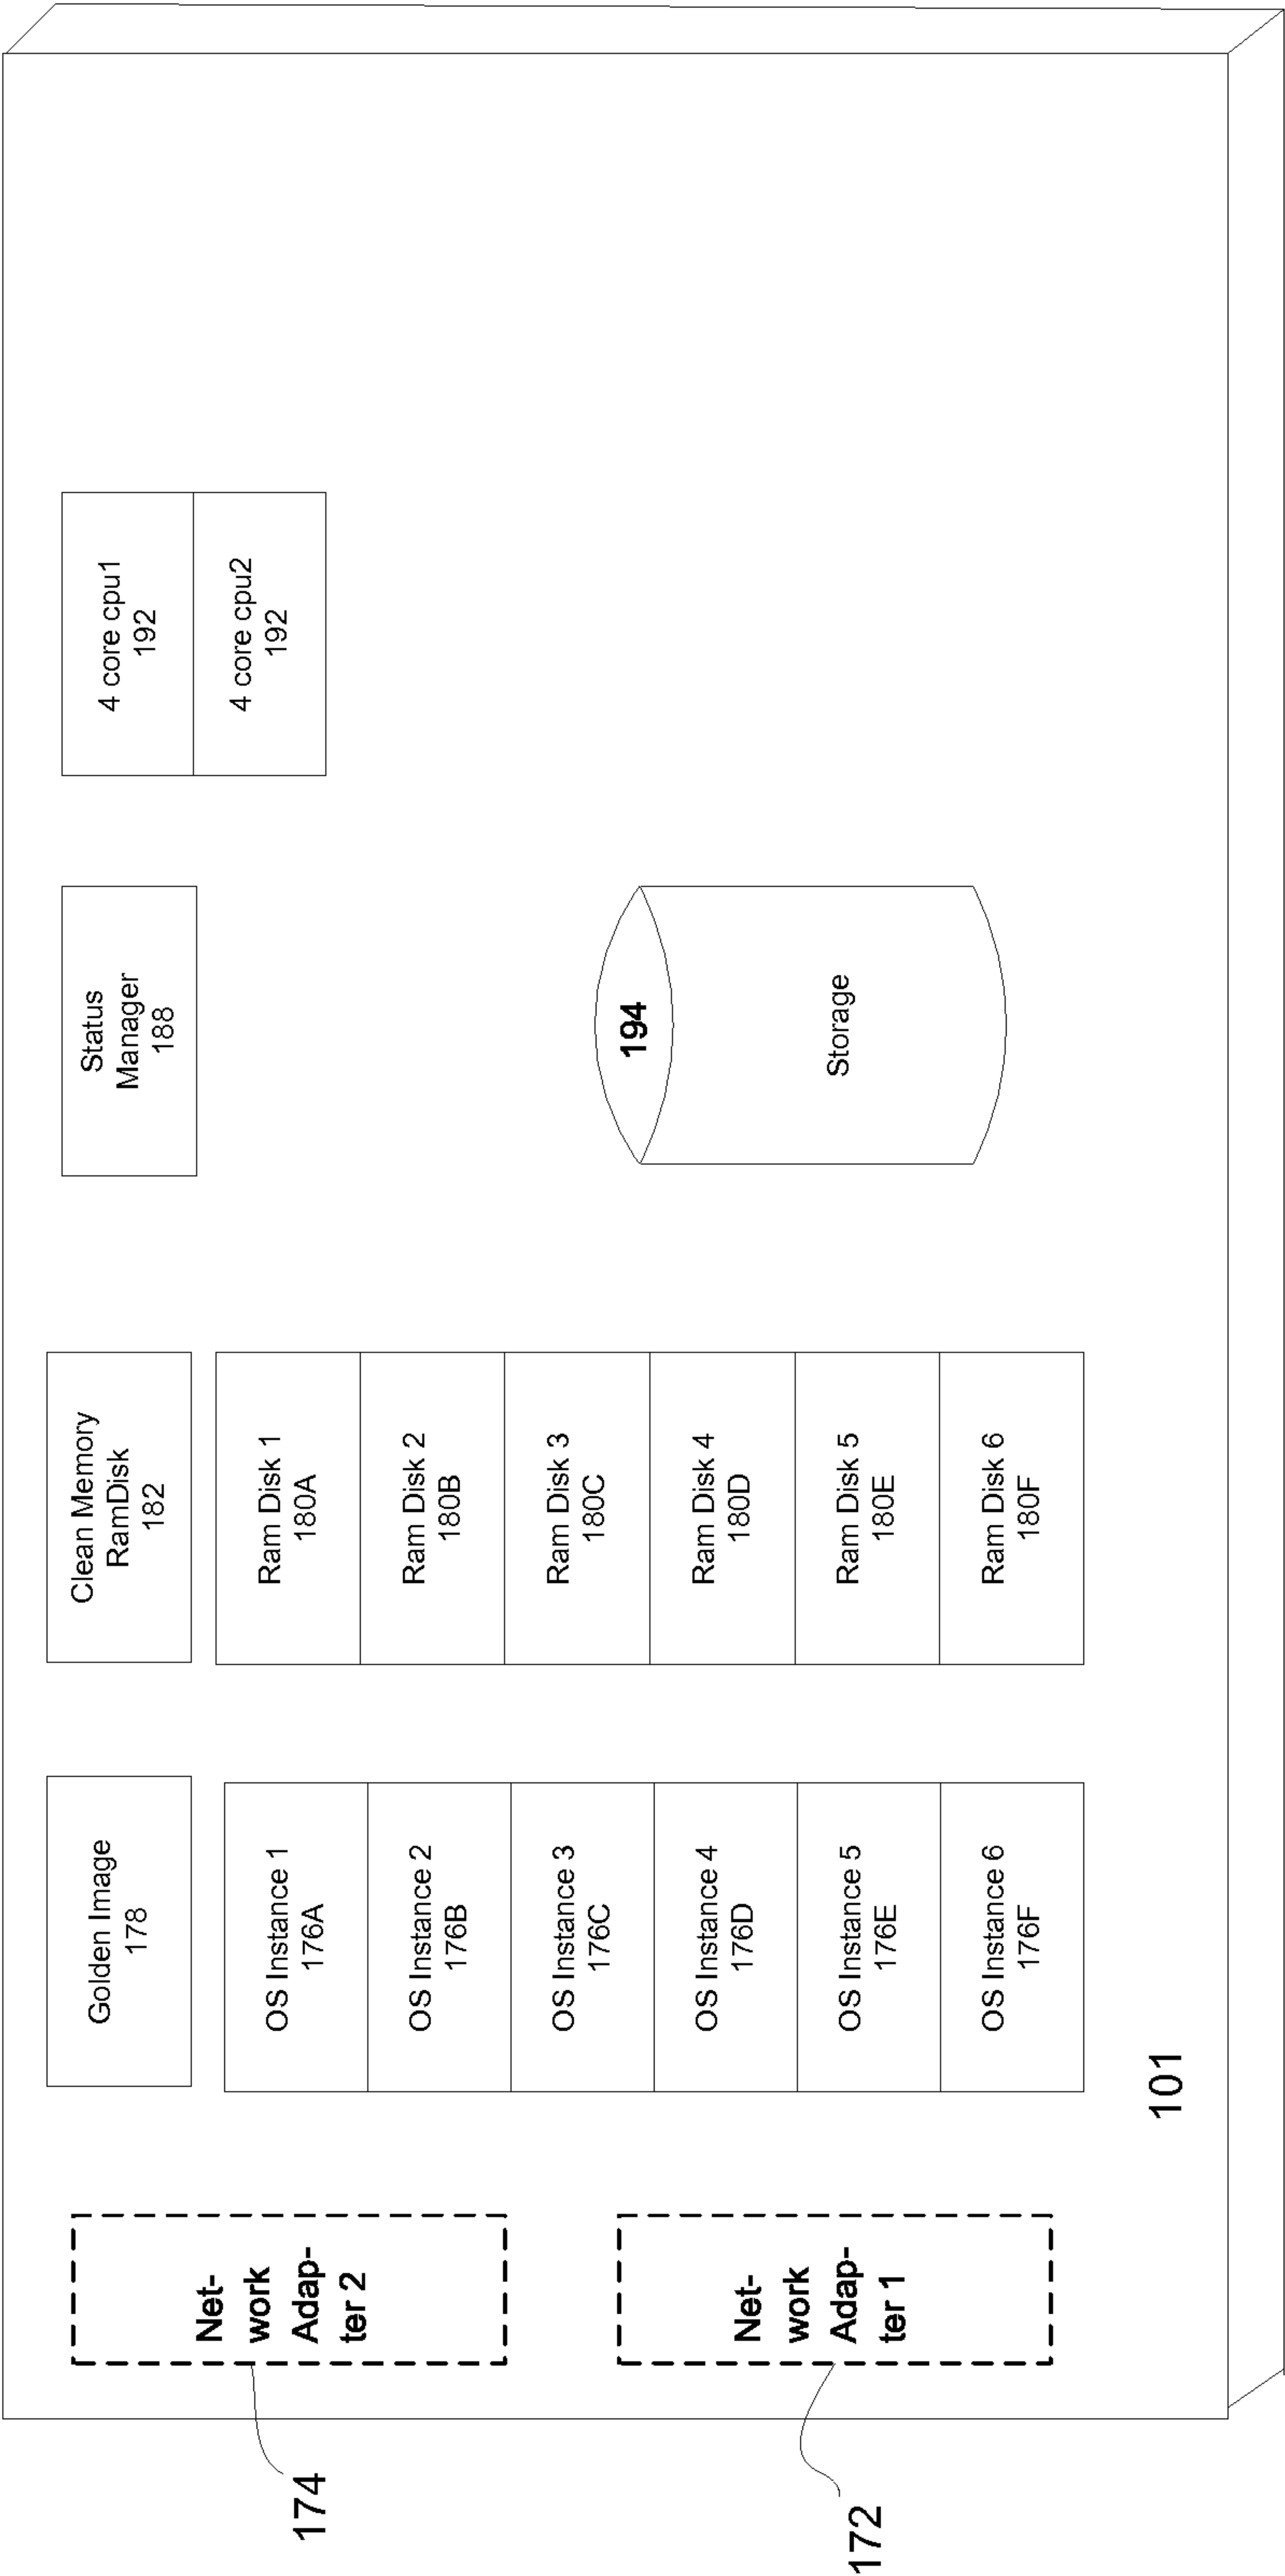 174
Net-
work
Adap-
ter 2
172
Net-
work
Adap-
ter 1
Golden Image
178
OS Instance 1
176A
OS Instance 2
176B
OS Instance 3
176C
OS Instance 4
176D
OS Instance 5
176E
OS Instance 6
176F
101
Clean Memory
RamDisk
182
Ram Disk 1
180A
Ram Disk 2
180B
Ram Disk 3
180C
Ram Disk 4
180D
Ram Disk 5
180E
Ram Disk 6
180F
Status
Manager
188
194
Storage
4 core cpu1
192
4 core cpu2
192